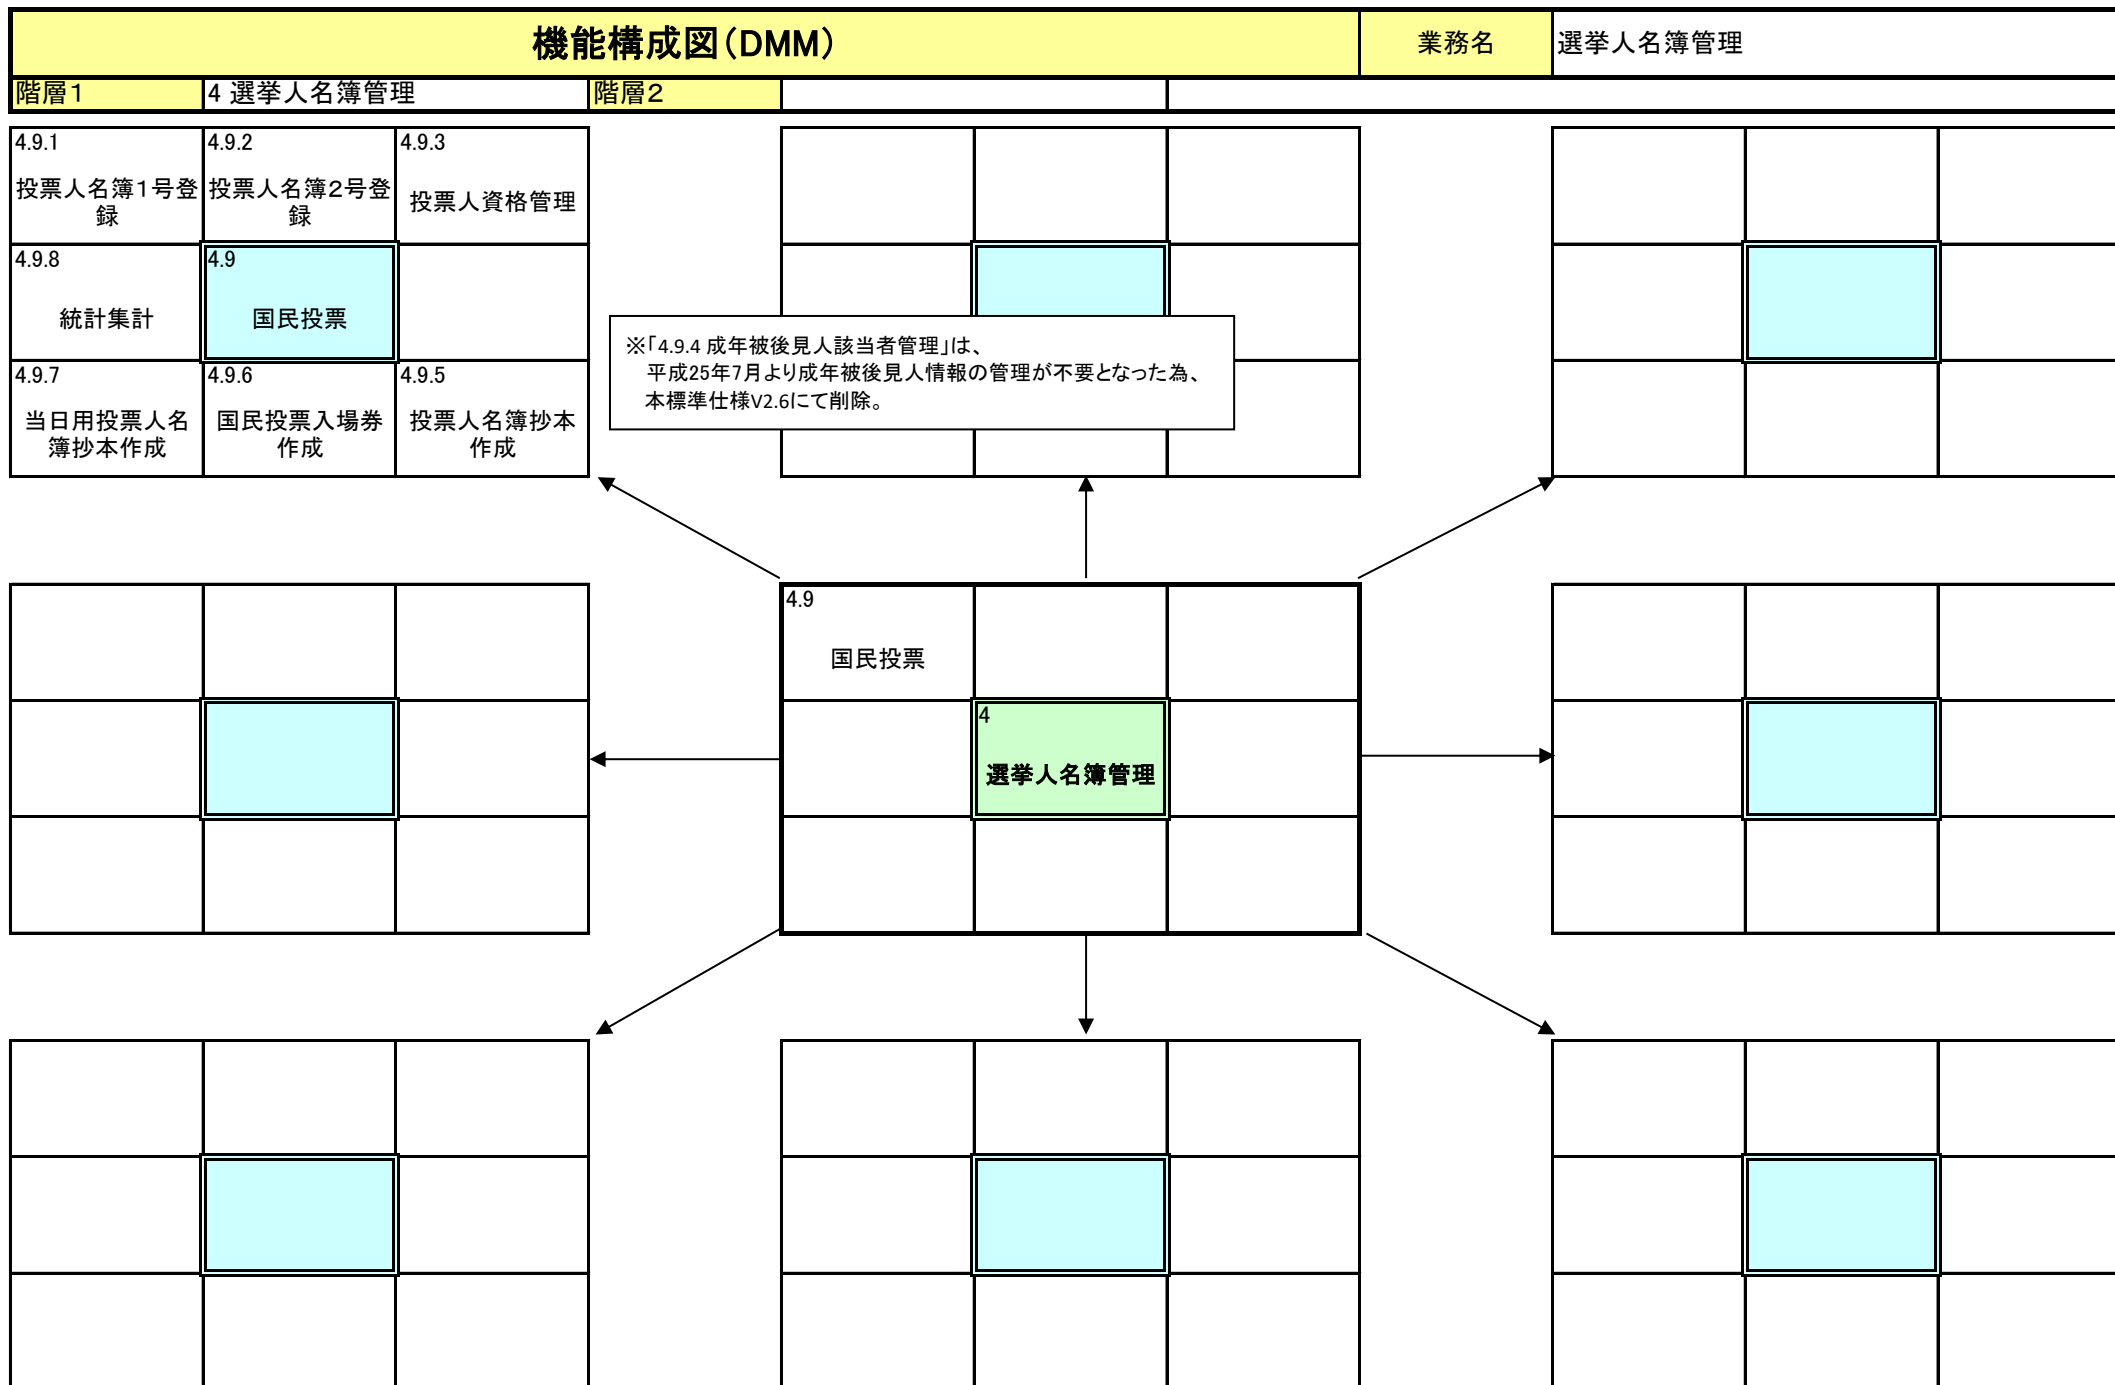 機能構成図(DMM)
業務名
選挙人名簿管理
階層1
4 選挙人名簿管理
階層2
4.9.1
投票人名簿1号登
録
4.9.2
投票人名簿2号登
録
4.9.3
投票人資格管理
4.9.8
統計集計
4.9
国民投票
4.9.7
当日用投票人名
簿抄本作成
4.9.6
国民投票入場券
作成
4.9.5
投票人名簿抄本
作成
※「4.9.4 成年被後見人該当者管理」は、
平成25年7月より成年被後見人情報の管理が不要となった為、
本標準仕様V2.6にて削除。
4.9
国民投票
4
選挙人名簿管理